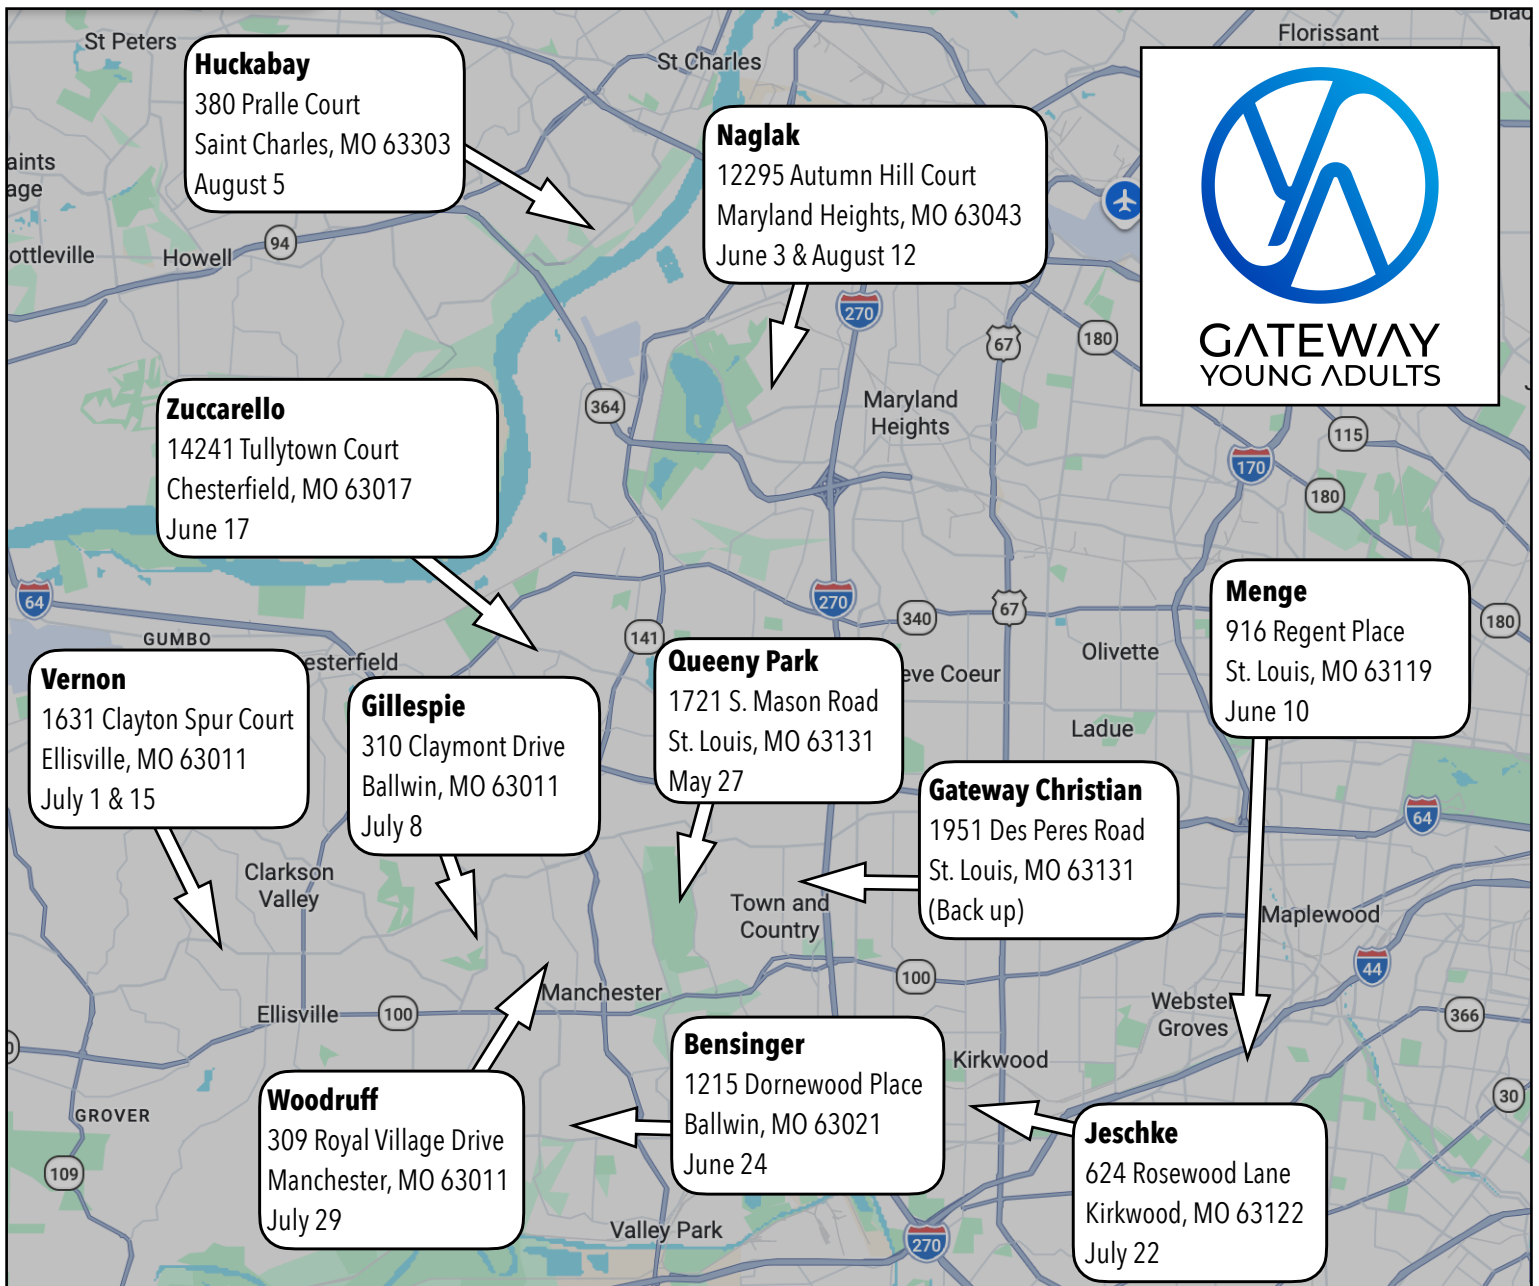 St Peters
Huckabay
380 Pralle Court
Saint Charles, MO 63303
August 5
St Charles
Florissant
Naglak
12295 Autumn Hill Court
Maryland Heights, MO 63043
June 3 & August 12
GATEWAY
YOUNG ADULTS
aints
age
ottleville
Howell
94
270
67
180
364
Maryland
Heights
115
170
180
Zuccarello
14241 Tullytown Court
Chesterfield, MO 63017
June 17
64
270
340
67
180
GUMBO
141
esterfield
Olivette
eve Coeur
Ladue
Menge
916 Regent Place
St. Louis, MO 63119
June 10
Vernon
1631 Clayton Spur Court
Ellisville, MO 63011
July 1 & 15
Gillespie
310 Claymont Drive
Ballwin, MO 63011
July 8
Queeny Park
1721 S. Mason Road
St. Louis, MO 63131
May 27
Gateway Christian
1951 Des Peres Road
St. Louis, MO 63131
(Back up)
64
Clarkson
Valley
Town and
Country
Maplewood
44
100
Manchester
Ellisville
100
Webster
Groves
366
Kirkwood
Bensinger
1215 Dornewood Place
Ballwin, MO 63021
June 24
GROVER
109
30
Woodruff
309 Royal Village Drive
Manchester, MO 63011
July 29
Jeschke
624 Rosewood Lane
Kirkwood, MO 63122
July 22
Valley Park
270